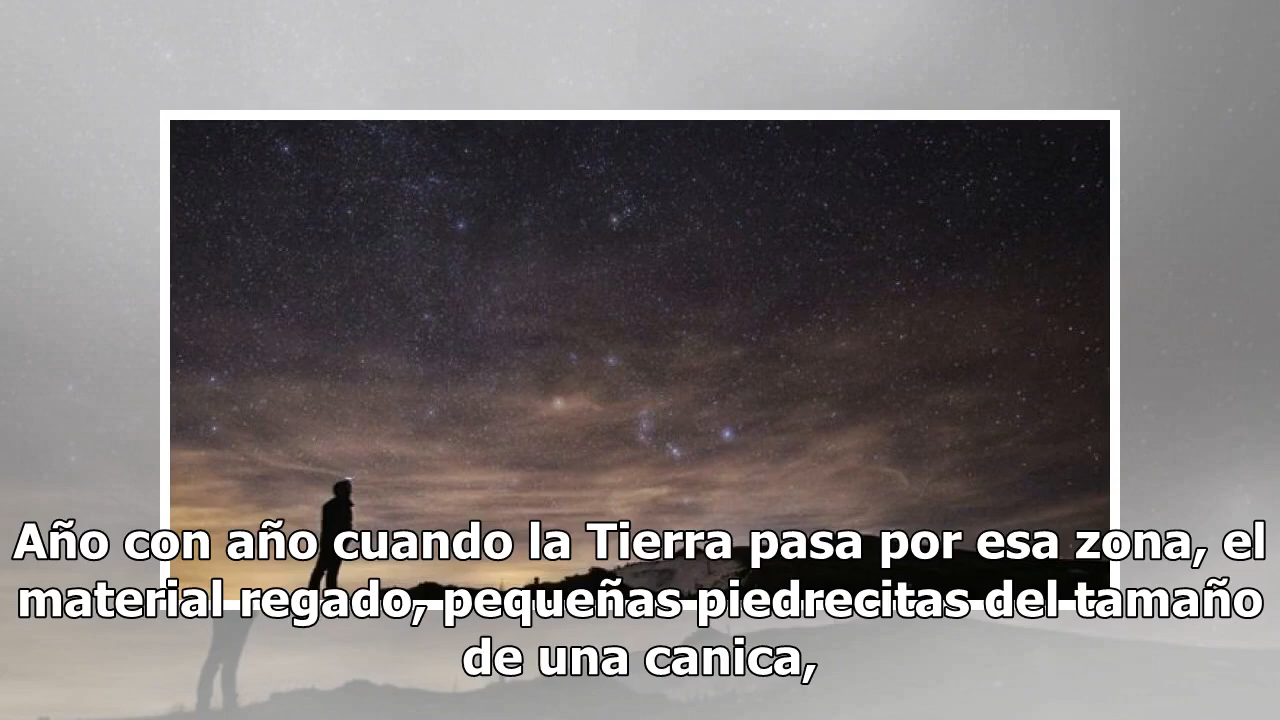 Año con año cuando la Tierra pasa por esa zona, el
material regado, pequeñas piedrecitas del tamaño
de una canica,